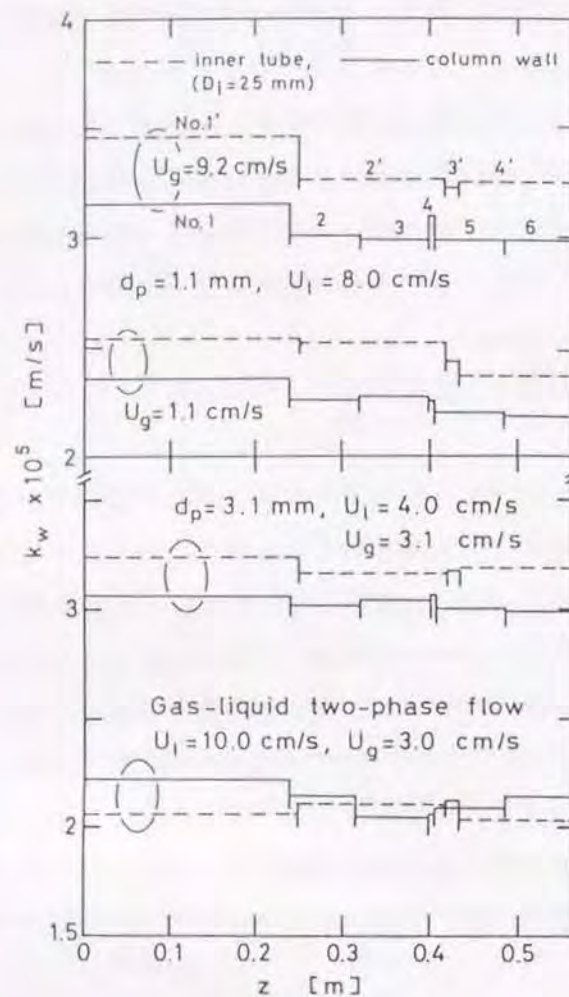 4
inner tube,
(Di=25 mm)
column wall
No.1'
Ug=9.2 cm/s
2'
3'
4'
No.1
2
3
4
5
6
3
dp=1.1 mm, Ul=8.0 cm/s
Ug=1.1 cm/s
2
kw ×10⁵ [m/s]
dp=3.1 mm, Ul=4.0 cm/s
Ug=3.1 cm/s
3
Gas-liquid two-phase flow
Ul=10.0 cm/s, Ug=3.0 cm/s
2
1.5
0 0.1 0.2 0.3 0.4 0.5
z [m]